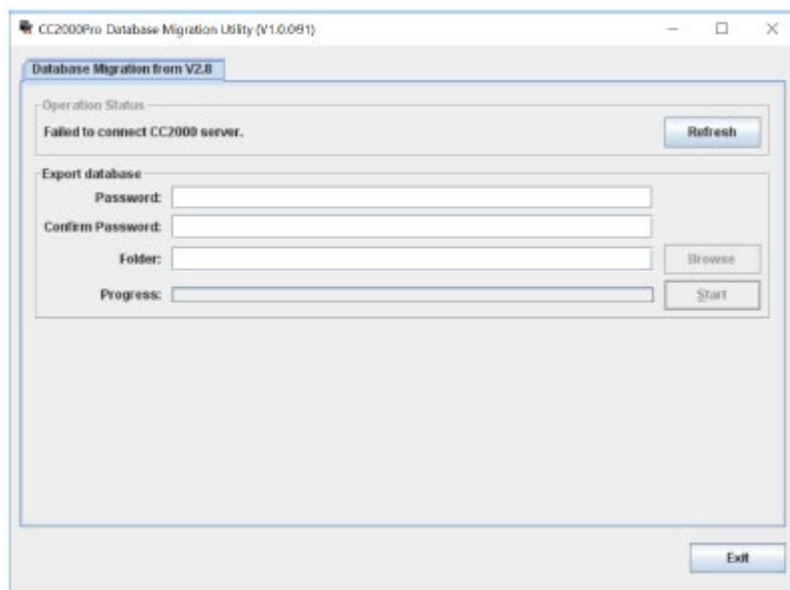 CC2000Pro Database Migration Utility (V1.0.091)
Database Migration from V2.8
Operation Status
Failed to connect CC2000 server.
Refresh
Export database
Password:
Confirm Password:
Folder:
Browse
Progress:
Start
Exit